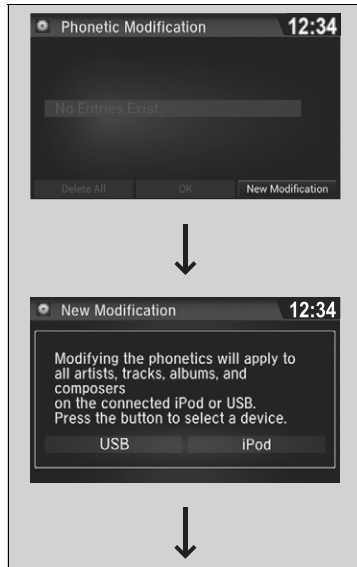 Phonetic Modification 12:34
No Entries Exist.
Delete All OK New Modification
New Modification 12:34
Modifying the phonetics will apply to
all artists, tracks, albums, and
composers
on the connected iPod or USB.
Press the button to select a device.
USB iPod